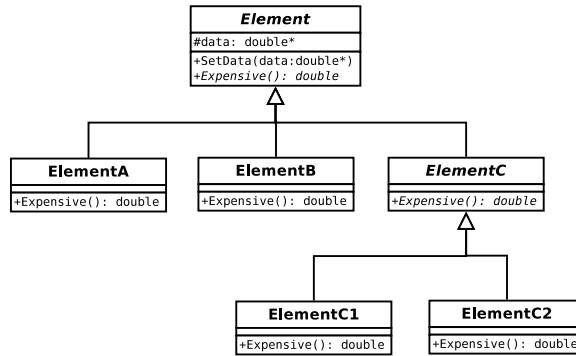 Element
#data: double*
+SetData(data:double*)
+Expensive(): double
ElementA
+Expensive(): double
ElementB
+Expensive(): double
ElementC
+Expensive(): double
ElementC1
+Expensive(): double
ElementC2
+Expensive(): double